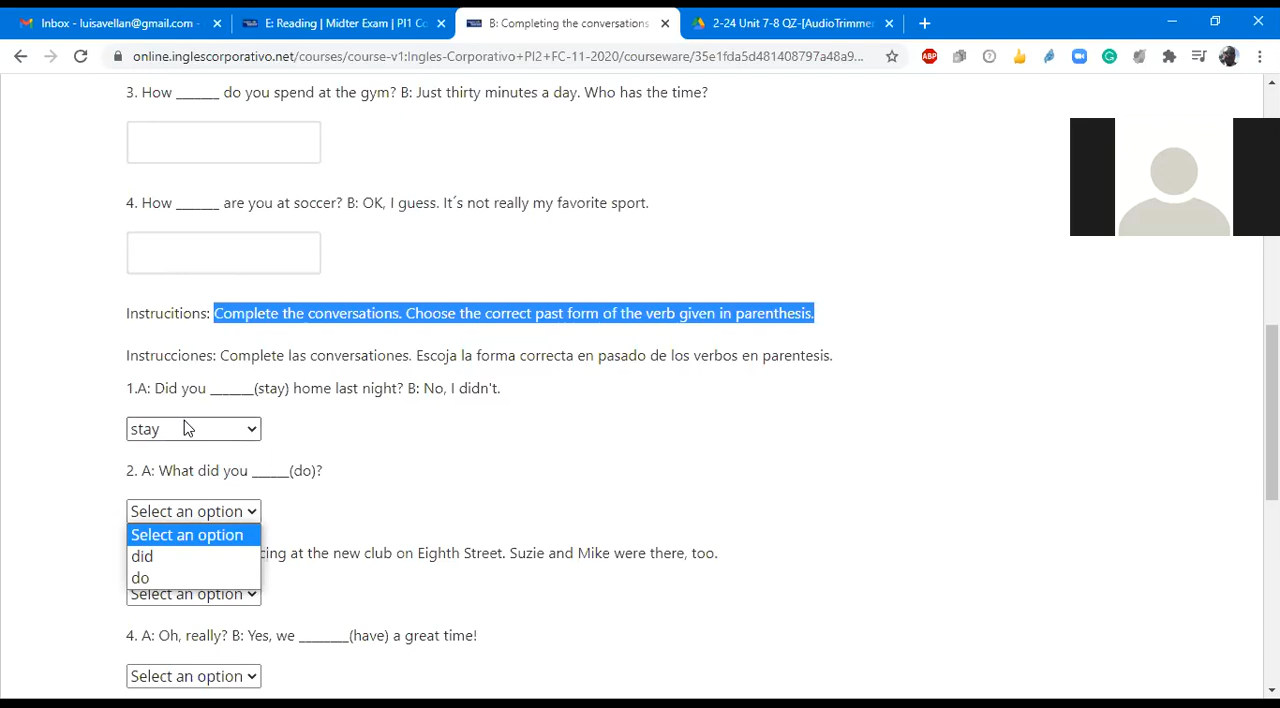 Inbox - luisavellan@gmail.com -
E: Reading | Midter Exam | PI1 Co
B: Completing the conversations
2-24 Unit 7-8 QZ-[AudioTrimmer
online.inglescorporativo.net/courses/course-v1:Ingles-Corporativo+PI2+FC-11-2020/courseware/35e1fda5d481408797a48a9...
ABP
3. How ______ do you spend at the gym? B: Just thirty minutes a day. Who has the time?
4. How ______ are you at soccer? B: OK, I guess. It´s not really my favorite sport.
Instrucitions: Complete the conversations. Choose the correct past form of the verb given in parenthesis.
Instrucciones: Complete las conversationes. Escoja la forma correcta en pasado de los verbos en parentesis.
1.A: Did you ______(stay) home last night? B: No, I didn't.
stay
2. A: What did you _____(do)?
Select an option
Select an option
did
cing at the new club on Eighth Street. Suzie and Mike were there, too.
do
Select an option
4. A: Oh, really? B: Yes, we _______(have) a great time!
Select an option